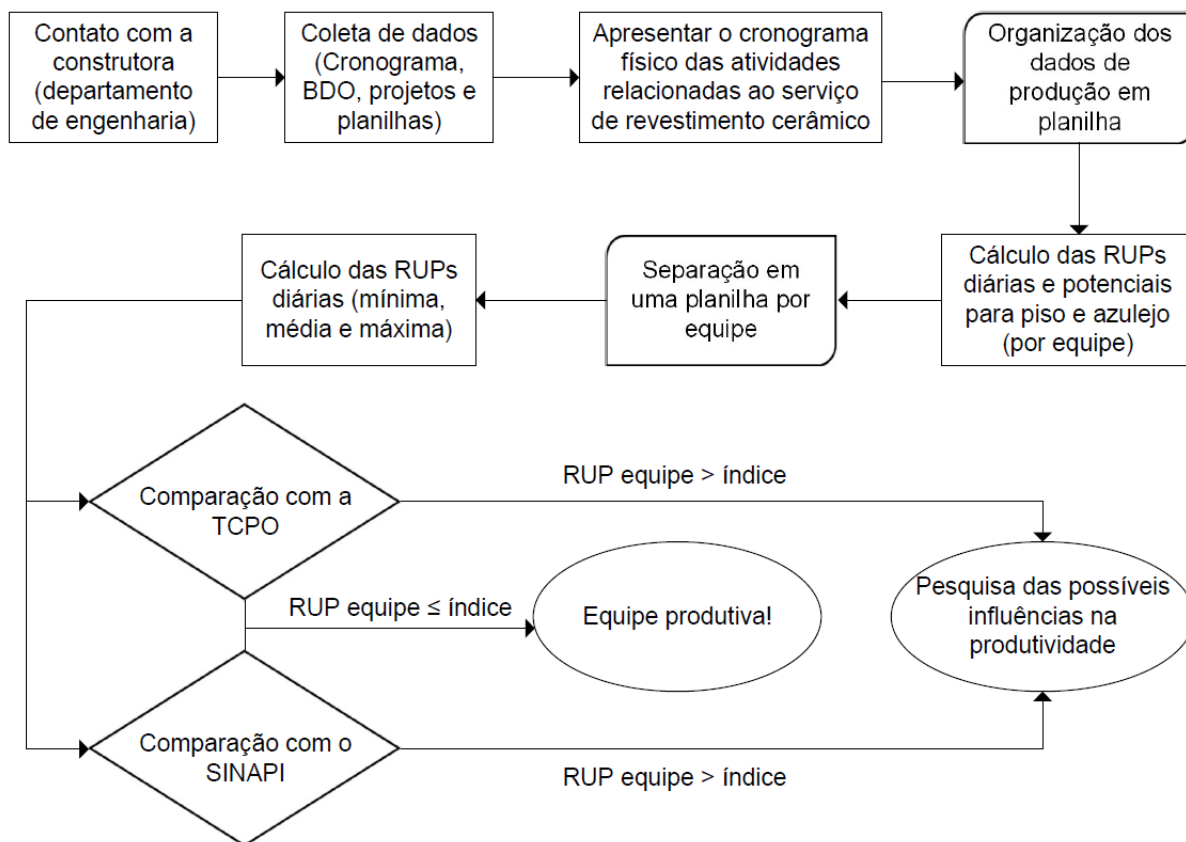 Contato com a
construtora
(departamento
de engenharia)
Coleta de dados
(Cronograma,
BDO, projetos e
planilhas)
Apresentar o cronograma
físico das atividades
relacionadas ao serviço
de revestimento cerâmico
Organização dos
dados de
produção em
planilha
Cálculo das RUPs
diárias e potenciais
para piso e azulejo
(por equipe)
Separação em
uma planilha por
equipe
Cálculo das RUPs
diárias (mínima,
média e máxima)
Comparação com a
TCPO
RUP equipe > índice
RUP equipe ≤ índice
Equipe produtiva!
Pesquisa das possíveis
influências na
produtividade
Comparação com o
SINAPI
RUP equipe > índice